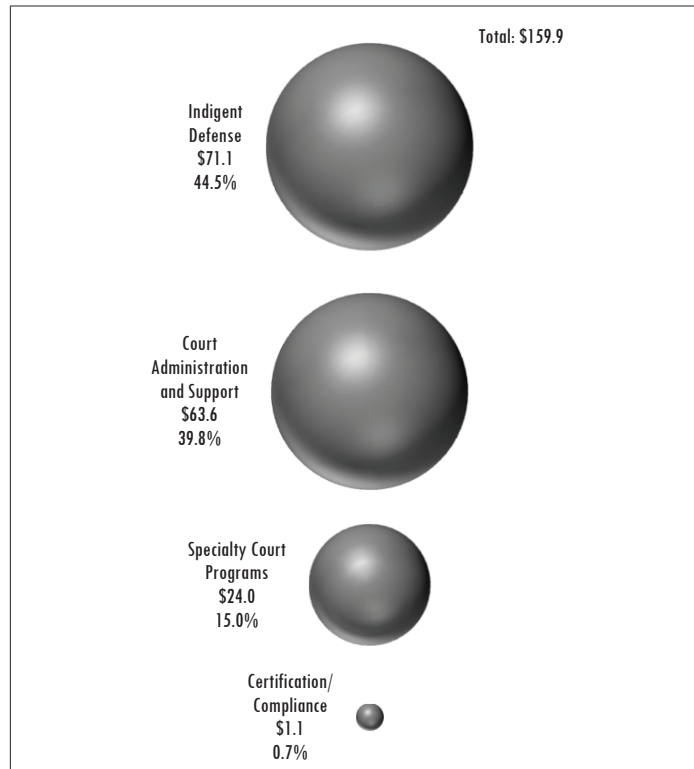 Total: $159.9
Indigent
Defense
$71.1
44.5%
Court
Administration
and Support
$63.6
39.8%
Specialty Court
Programs
$24.0
15.0%
Certification/
Compliance
$1.1
0.7%